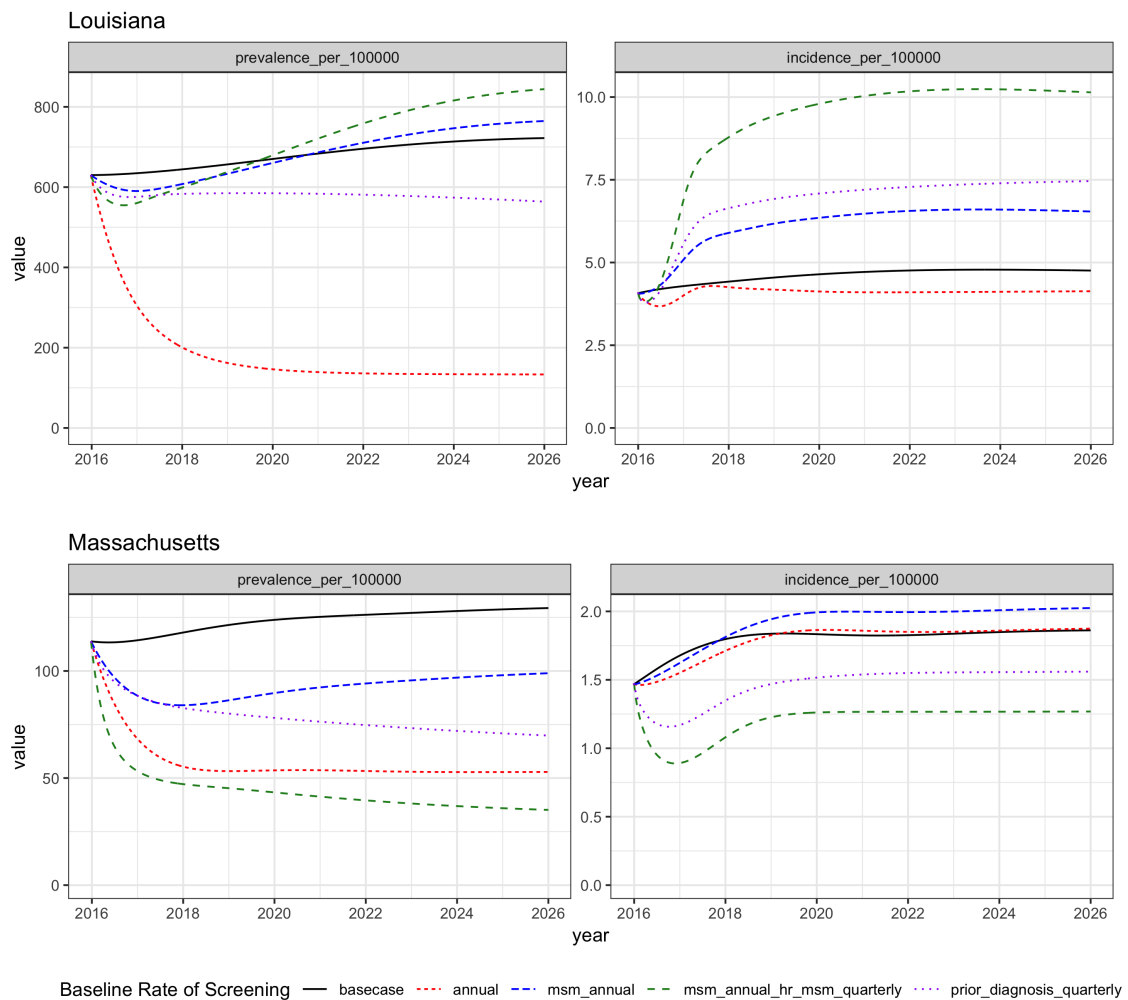 Louisiana
prevalence_per_100000 incidence_per_100000
value
800
600
400
200
0
10.0
7.5
5.0
2.5
0.0
2016 2018 2020 2022 2024 2026 2016 2018 2020 2022 2024 2026
year
Massachusetts
prevalence_per_100000 incidence_per_100000
value
100
50
0
2.0
1.5
1.0
0.5
0.0
2016 2018 2020 2022 2024 2026 2016 2018 2020 2022 2024 2026
year
Baseline Rate of Screening basecase annual msm_annual msm_annual_hr_msm_quarterly prior_diagnosis_quarterly